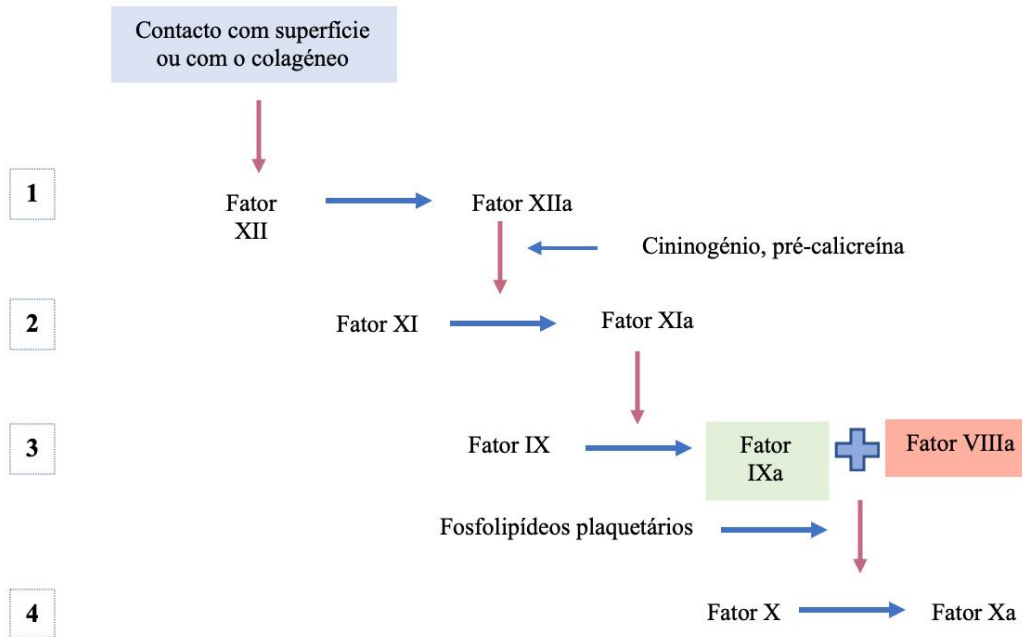 Contacto com superfície
ou com o colagéneo
1
Fator
XII
Fator XIIa
Cininogénio, pré-calicreína
2
Fator XI
Fator XIa
3
Fator IX
Fator
IXa
Fator VIIIa
Fosfolipídeos plaquetários
4
Fator X
Fator Xa